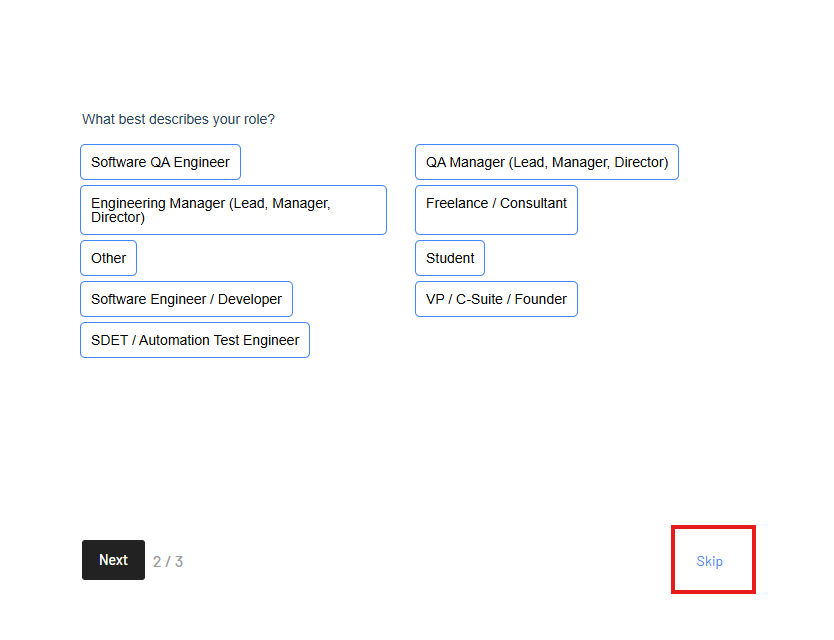 What best describes your role?
Software QA Engineer
QA Manager (Lead, Manager, Director)
Engineering Manager (Lead, Manager,
Director)
Freelance / Consultant
Other
Student
Software Engineer / Developer
VP / C-Suite / Founder
SDET / Automation Test Engineer
Next
2 / 3
Skip